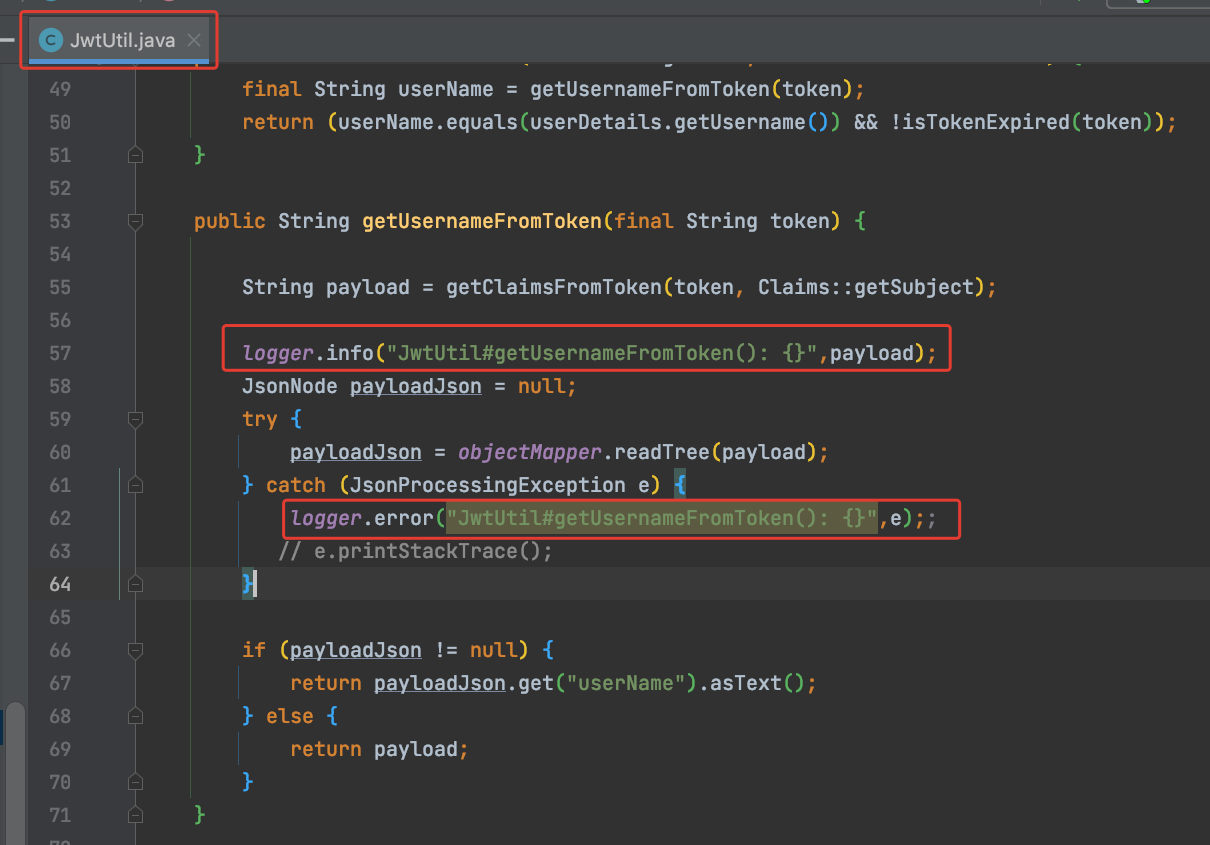 JwtUtil.java
49 final String userName = getUsernameFromToken(token);
50 return (userName.equals(userDetails.getUsername()) && !isTokenExpired(token));
51 }
52
53 public String getUsernameFromToken(final String token) {
54
55 String payload = getClaimsFromToken(token, Claims::getSubject);
56
57 logger.info("JwtUtil#getUsernameFromToken(): {}",payload);
58 JsonNode payloadJson = null;
59 try {
60 payloadJson = objectMapper.readTree(payload);
61 } catch (JsonProcessingException e) {
62 logger.error("JwtUtil#getUsernameFromToken(): {}",e);;
63 // e.printStackTrace();
64 }
65
66 if (payloadJson != null) {
67 return payloadJson.get("userName").asText();
68 } else {
69 return payload;
70 }
71 }